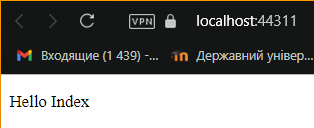 VPN localhost:44311
Входящие (1 439) -... Державний універ...
Hello Index